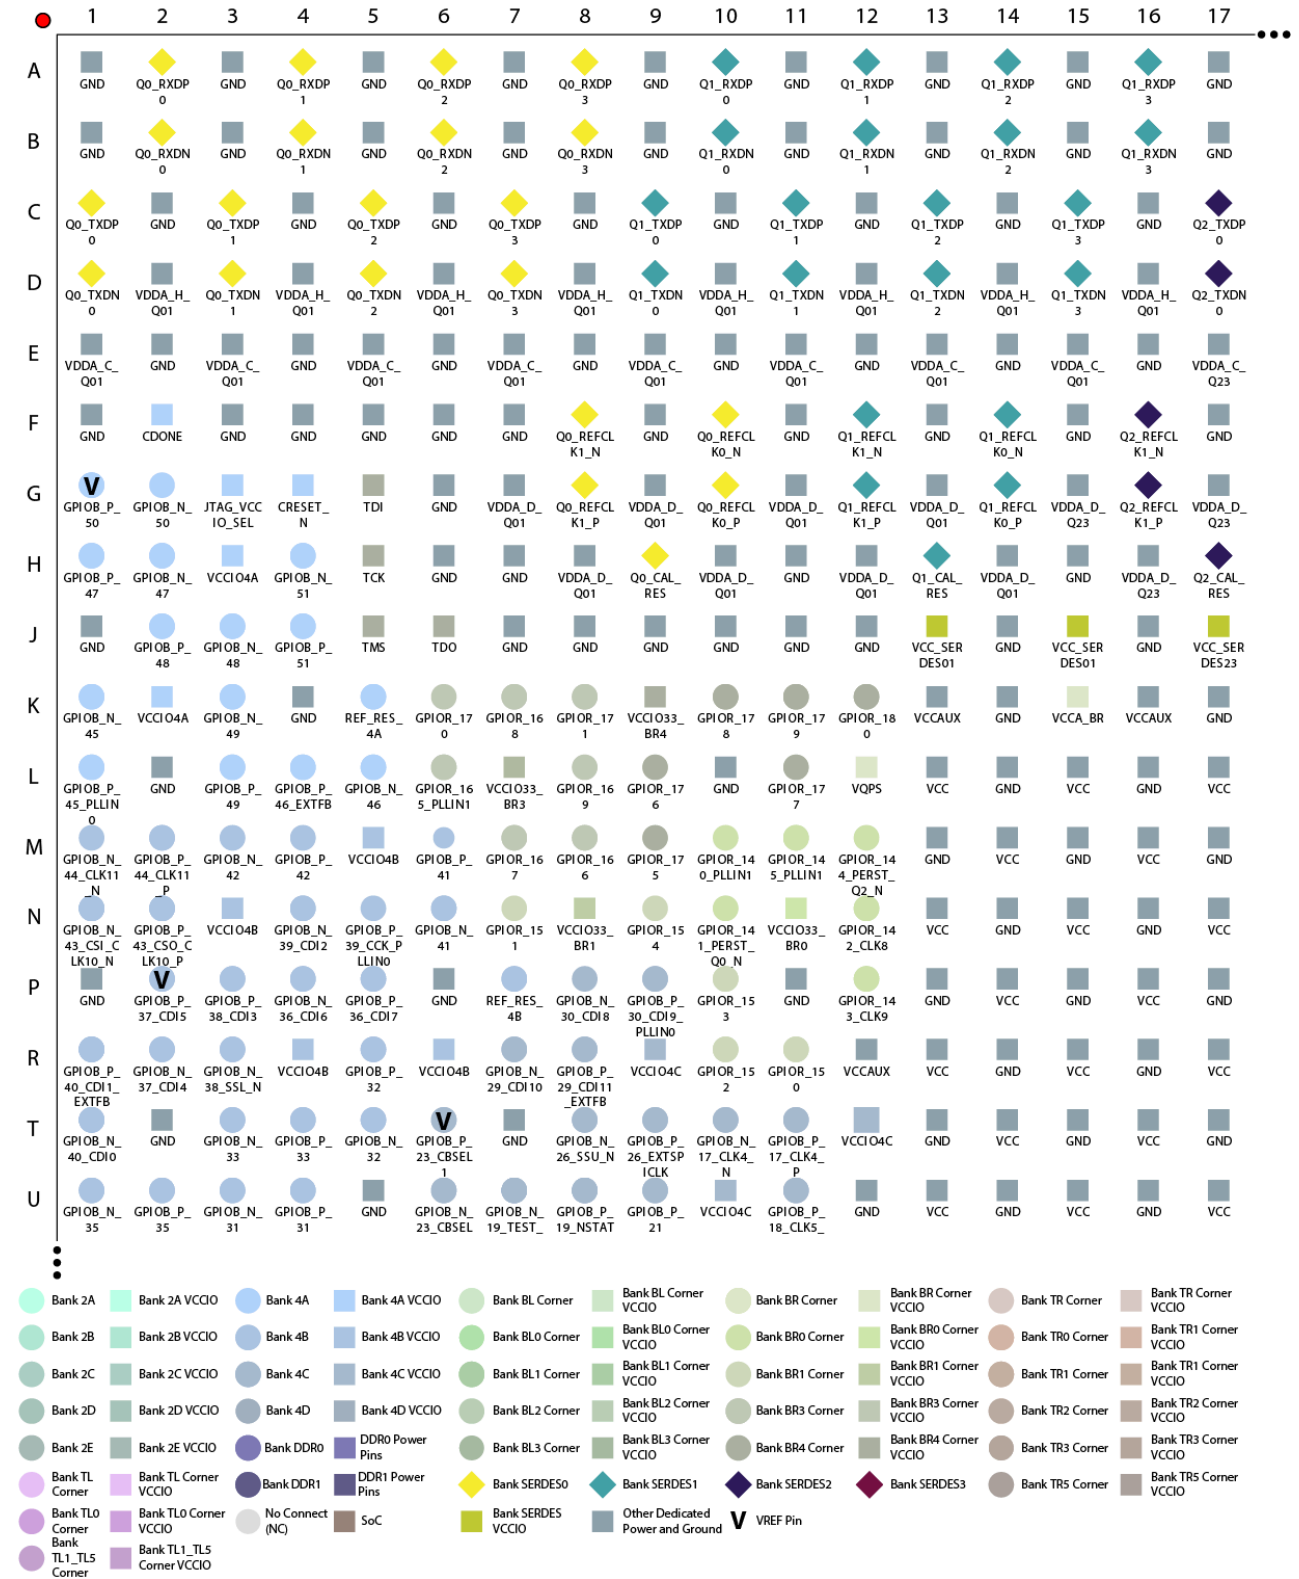 1 2 3 4 5 6 7 8 9 10 11 12 13 14 15 16 17
A
GND Q0_RXDP GND Q0_RXDP GND Q0_RXDP GND Q0_RXDP GND Q1_RXDP GND Q1_RXDP GND Q1_RXDP GND Q1_RXDP GND
0 1 2 3 0 1 2 3
B
GND Q0_RXDN GND Q0_RXDN GND Q0_RXDN GND Q0_RXDN GND Q1_RXDN GND Q1_RXDN GND Q1_RXDN GND Q1_RXDN GND
0 1 2 3 0 1 2 3
C
Q0_TXDP GND Q0_TXDP GND Q0_TXDP GND Q0_TXDP GND Q1_TXDP GND Q1_TXDP GND Q1_TXDP GND Q1_TXDP GND Q2_TXDP
0 1 2 3 0 1 2 3 0
D
Q0_TXDN VDDA_H_ Q0_TXDN VDDA_H_ Q0_TXDN VDDA_H_ Q0_TXDN VDDA_H_ Q1_TXDN VDDA_H_ Q1_TXDN VDDA_H_ Q1_TXDN VDDA_H_ Q1_TXDN VDDA_H_ Q2_TXDN
0 Q01 1 Q01 2 Q01 3 Q01 0 Q01 1 Q01 2 Q01 3 Q01 0
E
VDDA_C_ GND VDDA_C_ GND VDDA_C_ GND VDDA_C_ GND VDDA_C_ GND VDDA_C_ GND VDDA_C_ GND VDDA_C_ GND VDDA_C_
Q01 Q01 Q01 Q01 Q01 Q01 Q01 Q01 Q23
F
GND CDONE GND GND GND GND GND Q0_REFCL GND Q0_REFCL GND Q1_REFCL GND Q1_REFCL GND Q2_REFCL GND
K1_N K0_N K1_N K0_N K1_N
V
G
GPIOB_P_ GPIOB_N_ JTAG_VCC CRESET_ TDI GND VDDA_D_ Q0_REFCL VDDA_D_ Q0_REFCL VDDA_D_ Q1_REFCL VDDA_D_ Q1_REFCL VDDA_D_ Q2_REFCL VDDA_D_
50 50 IO_SEL N Q01 K1_P Q01 K0_P Q01 K1_P Q01 K0_P Q23 K1_P Q23
H
GPIOB_P_ GPIOB_N_ VCCIO4A GPIOB_N_ TCK GND GND VDDA_D_ Q0_CAL_ VDDA_D_ GND VDDA_D_ Q1_CAL_ VDDA_D_ GND VDDA_D_ Q2_CAL_
47 47 51 Q01 RES Q01 Q01 RES Q01 Q23 RES
J
GND GPIOB_P_ GPIOB_N_ GPIOB_P_ TMS TDO GND GND GND GND GND GND VCC_SER GND VCC_SER GND VCC_SER
48 48 51 DES01 DES01 DES23
K
GPIOB_N_ VCCIO4A GPIOB_N_ GND REF_RES_ GPIOR_17 GPIOR_16 GPIOR_17 VCCIO33_ GPIOR_17 GPIOR_17 GPIOR_18 VCCAUX GND VCCA_BR VCCAUX GND
45 49 4A 0 8 1 BR4 8 9 0
L
GPIOB_P_ GND GPIOB_P_ GPIOB_P_ GPIOB_N_ GPIOR_16 VCCIO33_ GPIOR_16 GPIOR_17 GND GPIOR_17 VQPS VCC GND VCC GND VCC
45_PLLIN 49 46_EXTFB 46 5_PLLIN1 BR3 9 6 7
0
M
GPIOB_N_ GPIOB_P_ GPIOB_N_ GPIOB_P_ VCCIO4B GPIOB_P_ GPIOR_16 GPIOR_16 GPIOR_17 GPIOR_14 GPIOR_14 GPIOR_14 GND VCC GND VCC GND
44_CLK11 44_CLK11 42 42 41 7 6 5 0_PLLIN1 5_PLLIN1 4_PERST_
_N _P Q2_N
N
GPIOB_N_ GPIOB_P_ VCCIO4B GPIOB_N_ GPIOB_P_ GPIOB_N_ GPIOR_15 VCCIO33_ GPIOR_15 GPIOR_14 VCCIO33_ GPIOR_14 VCC GND VCC GND VCC
43_CSI_C 43_CSO_C 39_CDI2 39_CCK_P 41 1 BR1 4 1_PERST_ BR0 2_CLK8
LK10_N LK10_P LLIN0 Q0_N
V
P
GND GPIOB_P_ GPIOB_P_ GPIOB_N_ GPIOB_P_ GND REF_RES_ GPIOB_N_ GPIOB_P_ GPIOR_15 GND GPIOR_14 GND VCC GND VCC GND
37_CDI5 38_CDI3 36_CDI6 36_CDI7 4B 30_CDI8 30_CDI9_ 3 3_CLK9
PLLIN0
R
GPIOB_P_ GPIOB_N_ GPIOB_N_ VCCIO4B GPIOB_P_ VCCIO4B GPIOB_N_ GPIOB_P_ VCCIO4C GPIOR_15 GPIOR_15 VCCAUX VCC GND VCC GND VCC
40_CDI1_ 37_CDI4 38_SSL_N 32 29_CDI10 29_CDI11 2 0
EXTFB _EXTFB
V
T
GPIOB_N_ GND GPIOB_N_ GPIOB_P_ GPIOB_N_ GPIOB_P_ GND GPIOB_N_ GPIOB_P_ GPIOB_N_ GPIOB_P_ VCCIO4C GND VCC GND VCC GND
40_CDI0 33 33 32 23_CBSEL 26_SSU_N 26_EXTSP 17_CLK4_ 17_CLK4_
1 ICLK N P
U
GPIOB_N_ GPIOB_P_ GPIOB_N_ GPIOB_P_ GND GPIOB_N_ GPIOB_N_ GPIOB_P_ GPIOB_P_ VCCIO4C GPIOB_P_ GND VCC GND VCC GND VCC
35 35 31 31 23_CBSEL 19_TEST_ 19_NSTAT 21 18_CLK5_
Bank 2A
Bank 2B
Bank 2C
Bank 2D
Bank 2E
Bank TL
Corner
Bank TL0
Corner
Bank
TL1_TL5
Corner
Bank 2A VCCIO
Bank 2B VCCIO
Bank 2C VCCIO
Bank 2D VCCIO
Bank 2E VCCIO
Bank TL Corner
VCCIO
Bank TL0 Corner
VCCIO
Bank TL1_TL5
Corner VCCIO
Bank 4A
Bank 4B
Bank 4C
Bank 4D
Bank DDR0
Bank DDR1
No Connect
(NC)
Bank 4A VCCIO
Bank 4B VCCIO
Bank 4C VCCIO
Bank 4D VCCIO
DDR0 Power
Pins
DDR1 Power
Pins
SoC
Bank BL Corner
Bank BL0 Corner
Bank BL1 Corner
Bank BL2 Corner
Bank BL3 Corner
Bank SERDES0
Bank SERDES
VCCIO
Bank BL Corner
VCCIO
Bank BL0 Corner
VCCIO
Bank BL1 Corner
VCCIO
Bank BL2 Corner
VCCIO
Bank BL3 Corner
VCCIO
Bank SERDES1
Other Dedicated
Power and Ground
Bank BR Corner
Bank BR0 Corner
Bank BR1 Corner
Bank BR3 Corner
Bank BR4 Corner
Bank SERDES2
V VREF Pin
Bank BR Corner
VCCIO
Bank BR0 Corner
VCCIO
Bank BR1 Corner
VCCIO
Bank BR3 Corner
VCCIO
Bank BR4 Corner
VCCIO
Bank SERDES3
Bank TR Corner
Bank TR0 Corner
Bank TR1 Corner
Bank TR2 Corner
Bank TR3 Corner
Bank TR5 Corner
Bank TR Corner
VCCIO
Bank TR1 Corner
VCCIO
Bank TR1 Corner
VCCIO
Bank TR2 Corner
VCCIO
Bank TR3 Corner
VCCIO
Bank TR5 Corner
VCCIO